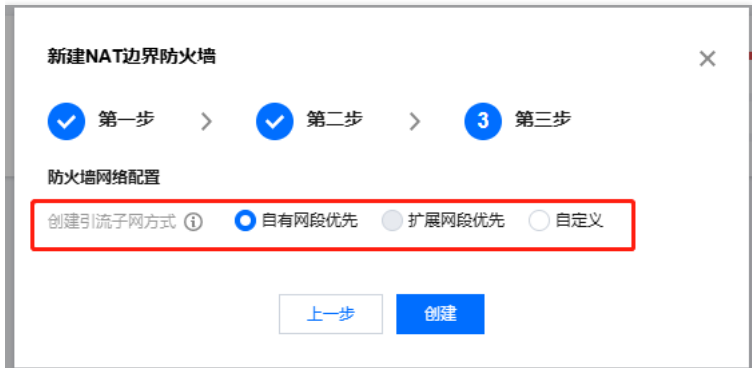 新建NAT边界防火墙
第一步 第二步 3 第三步
防火墙网络配置
创建引流子网方式 自有网段优先 扩展网段优先 自定义
上一步 创建